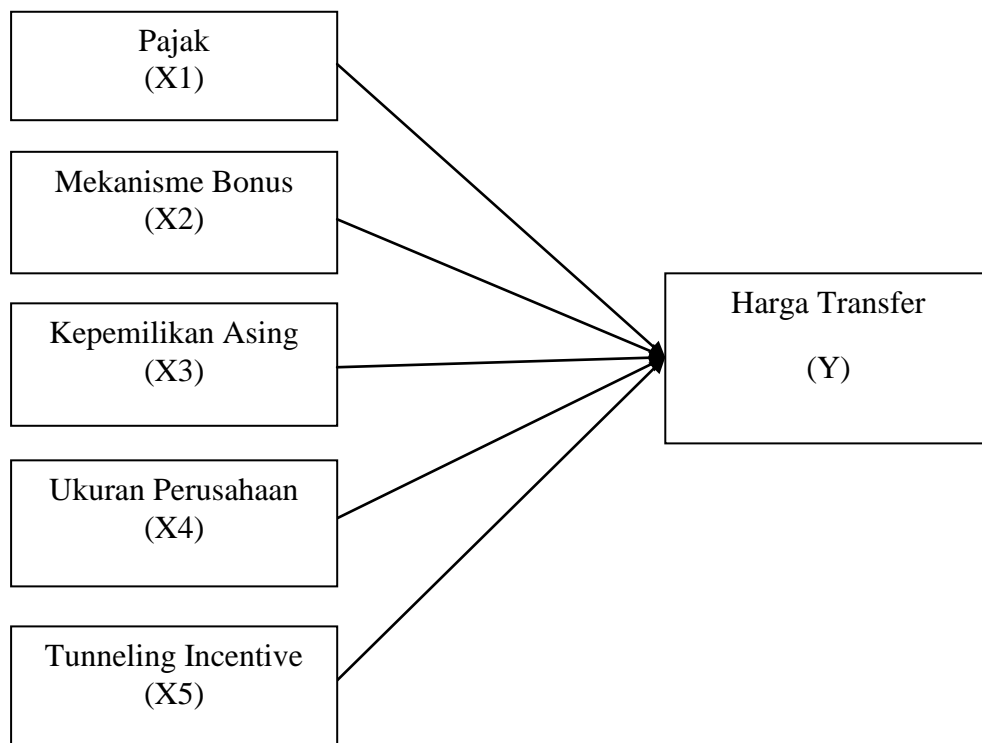 Pajak
(X1)
Mekanisme Bonus
(X2)
Kepemilikan Asing
(X3)
Ukuran Perusahaan
(X4)
Tunneling Incentive
(X5)
Harga Transfer
(Y)